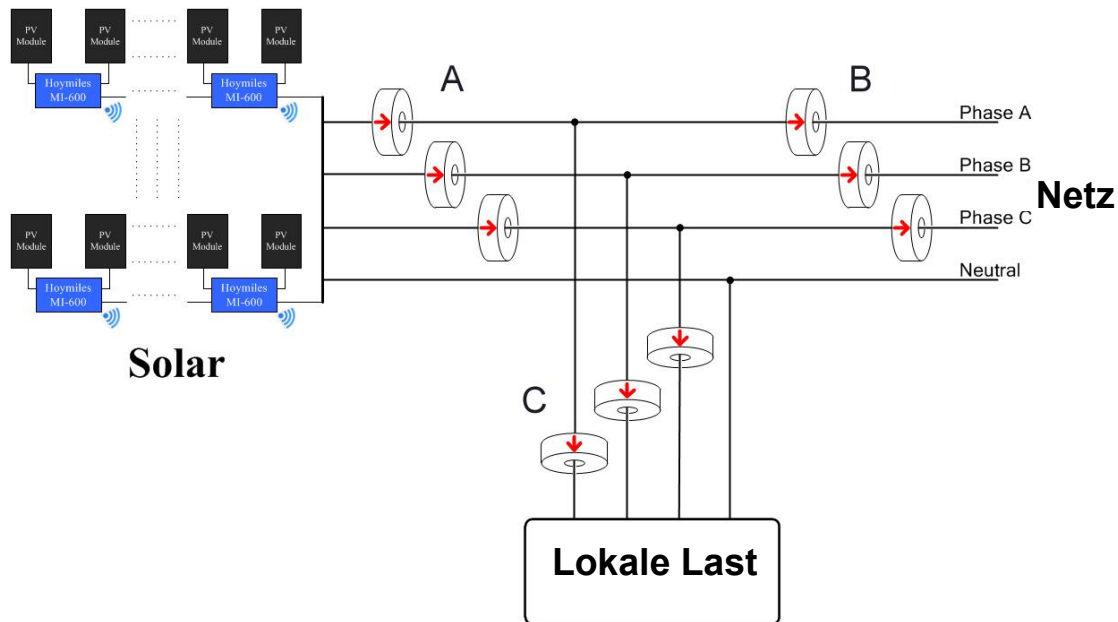 PV
Module
PV
Module
PV
Module
PV
Module
Hoymiles
MI-600
Hoymiles
MI-600
A
B
Phase A
Phase B
Phase C
Netz
Neutral
PV
Module
PV
Module
PV
Module
PV
Module
Hoymiles
MI-600
Hoymiles
MI-600
Solar
C
Lokale Last